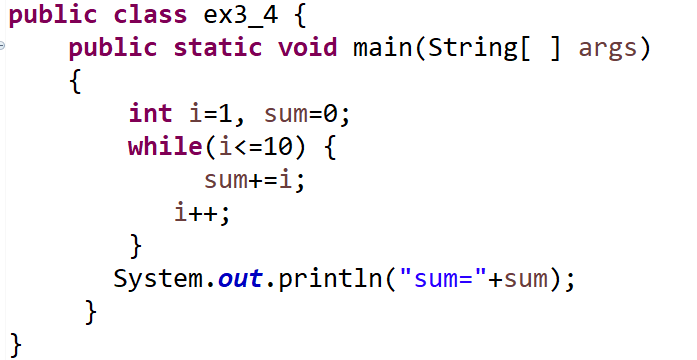 public class ex3_4 {
public static void main(String[ ] args)
{
int i=1, sum=0;
while(i<=10) {
sum+=i;
i++;
}
System.out.println("sum="+sum);
}
}